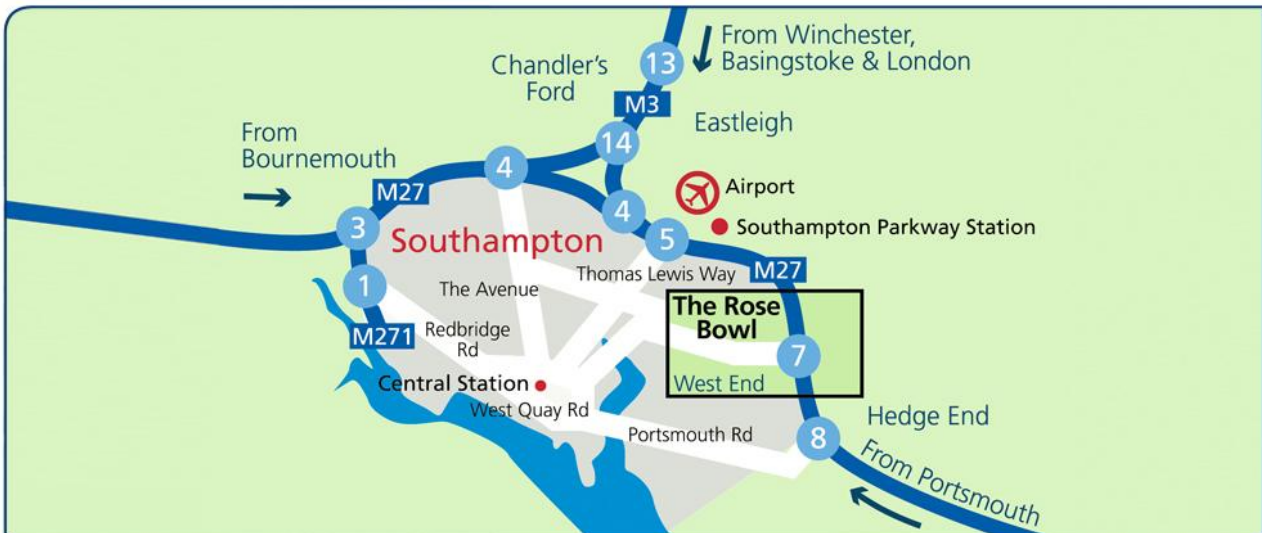 From Winchester,
Basingstoke & London
13
Chandler's
Ford
M3
Eastleigh
From
Bournemouth
14
4
M27
Airport
3
4
5
Southampton
Southampton Parkway Station
Thomas Lewis Way
M27
1
The Avenue
The Rose
Bowl
Redbridge
Rd
M271
7
Central Station
West End
West Quay Rd
Hedge End
Portsmouth Rd
8
From Portsmouth